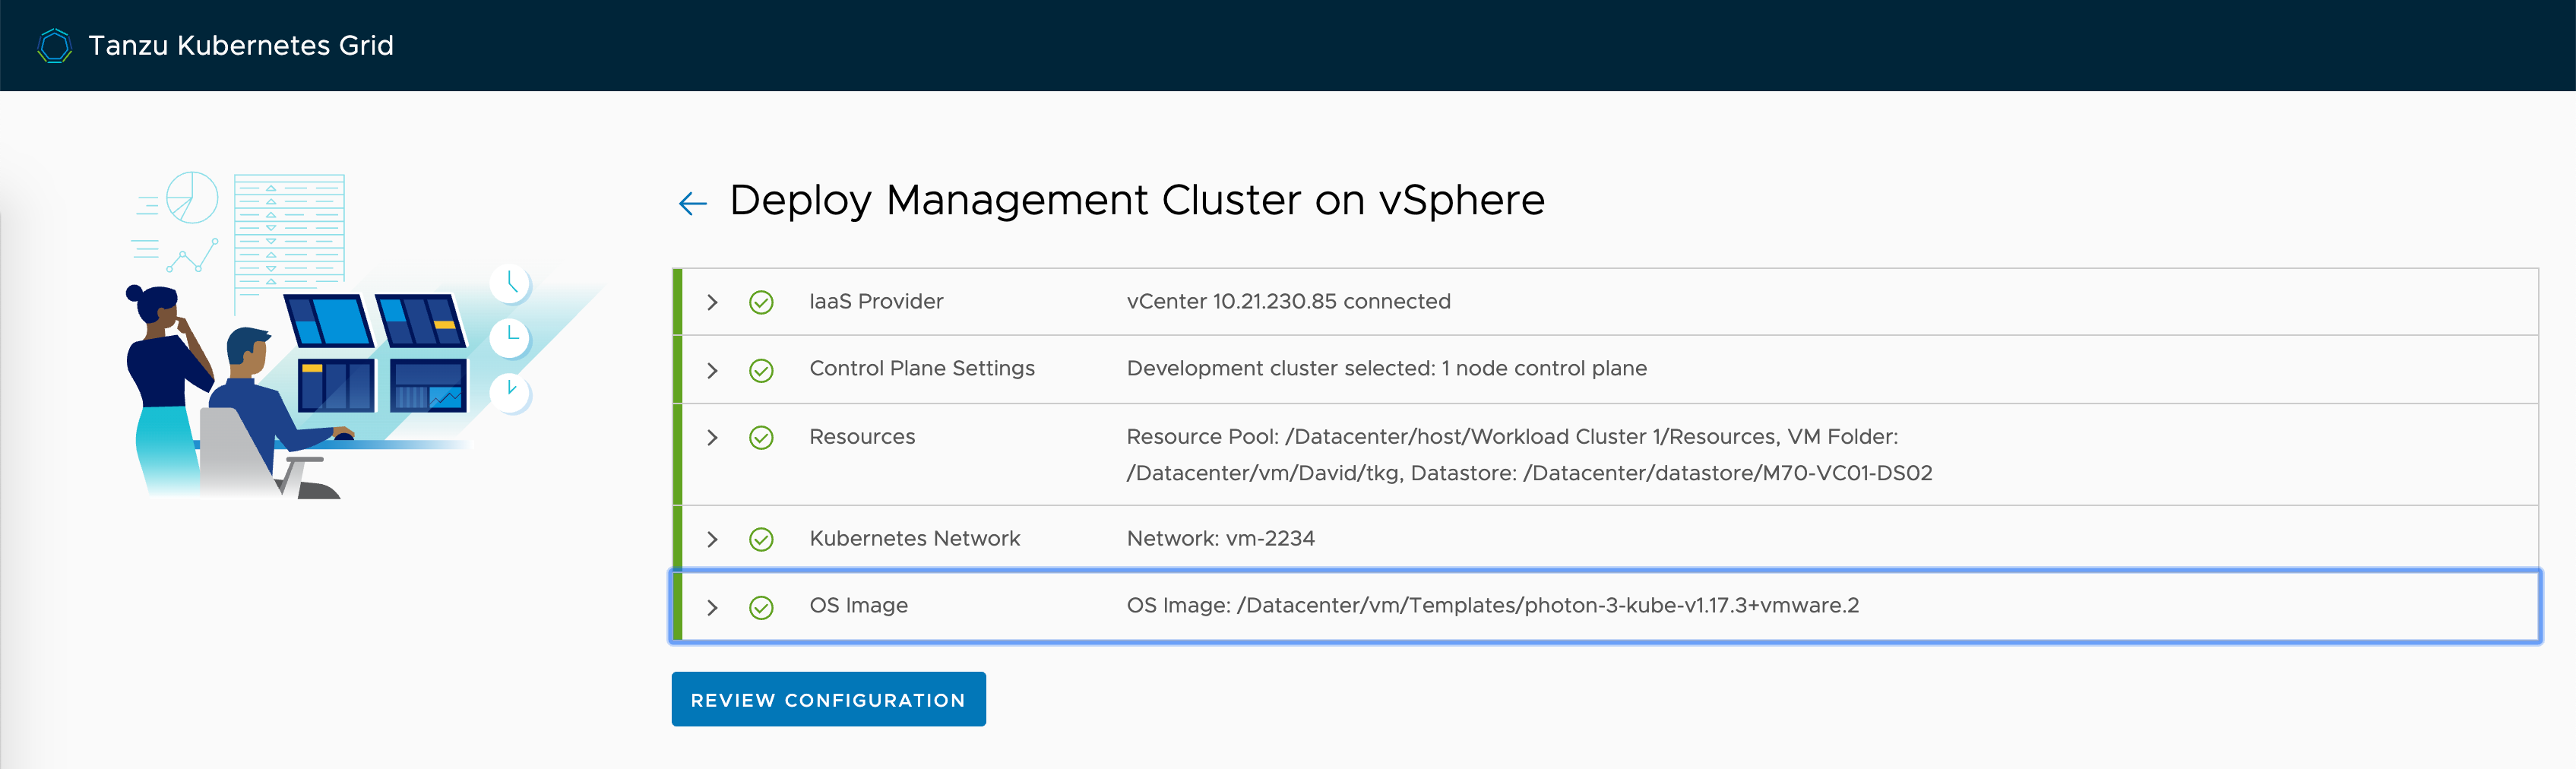 Tanzu Kubernetes Grid
Deploy Management Cluster on vSphere
IaaS Provider vCenter 10.21.230.85 connected
Control Plane Settings Development cluster selected: 1 node control plane
Resources Resource Pool: /Datacenter/host/Workload Cluster 1/Resources, VM Folder:
/Datacenter/vm/David/tkg, Datastore: /Datacenter/datastore/M70-VC01-DS02
Kubernetes Network Network: vm-2234
OS Image OS Image: /Datacenter/vm/Templates/photon-3-kube-v1.17.3+vmware.2
REVIEW CONFIGURATION